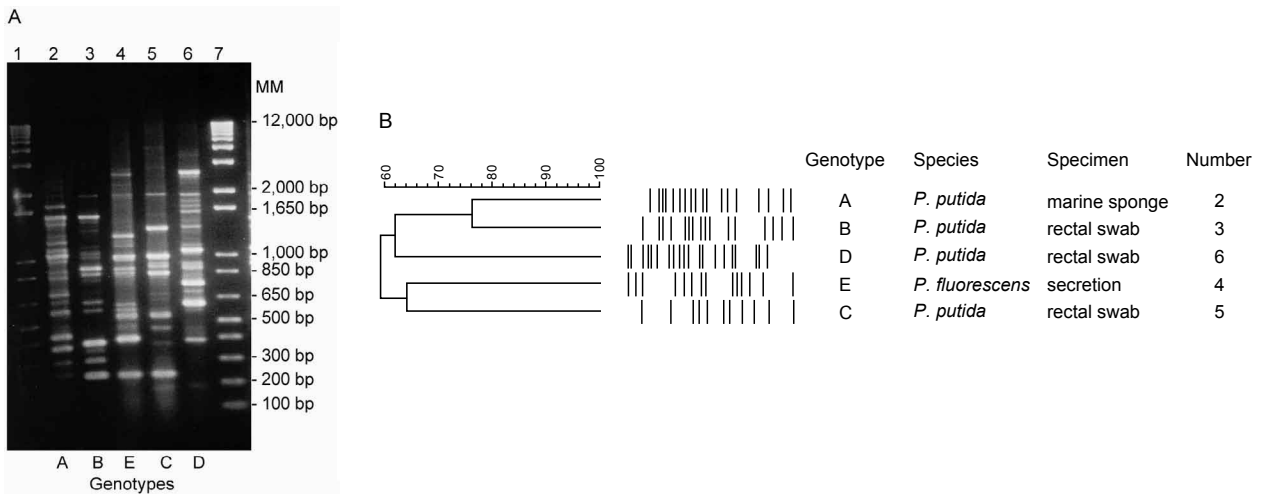 A
1 2 3 4 5 6 7
MM
- 12,000 bp
- 2,000 bp
- 1,650 bp
- 1,000 bp
- 850 bp
- 650 bp
- 500 bp
- 300 bp
- 200 bp
- 100 bp
A B E C D
Genotypes
B
60 70 80 90 100
Genotype Species Specimen Number
A P. putida marine sponge 2
B P. putida rectal swab 3
D P. putida rectal swab 6
E P. fluorescens secretion 4
C P. putida rectal swab 5